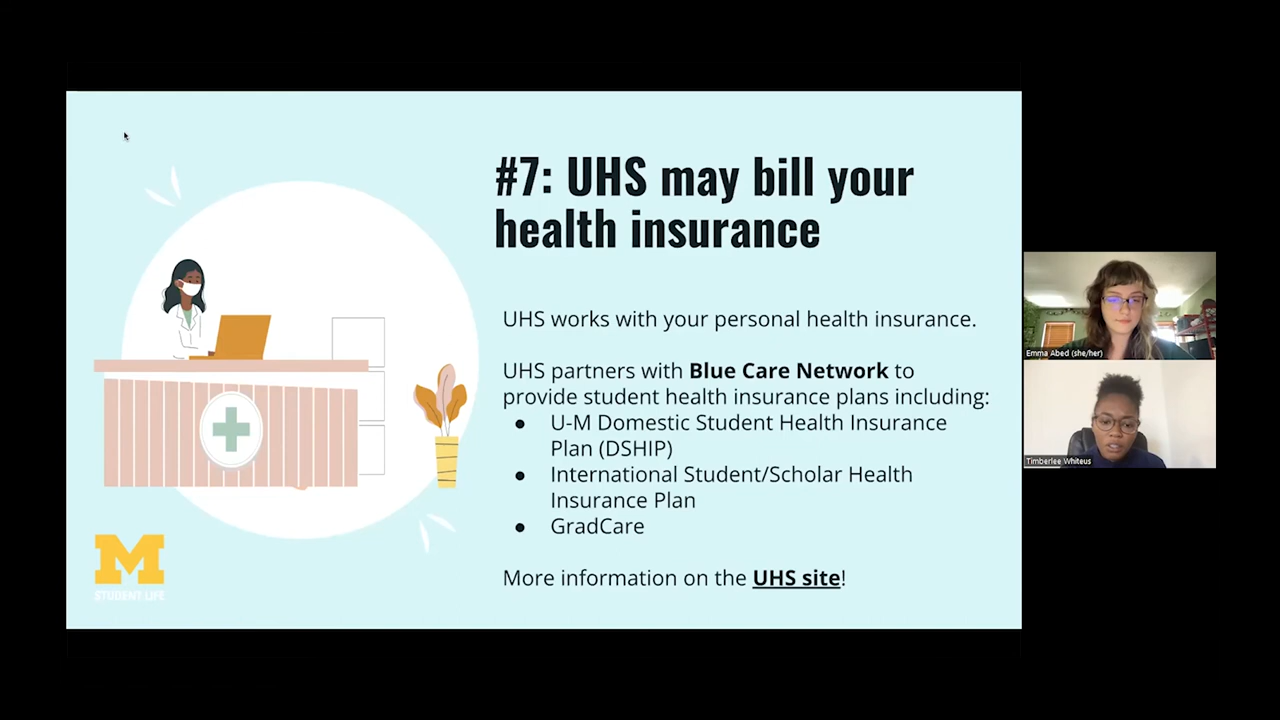 #7: UHS may bill your
health insurance
UHS works with your personal health insurance.
UHS partners with Blue Care Network to
provide student health insurance plans including:
● U-M Domestic Student Health Insurance
Plan (DSHIP)
● International Student/Scholar Health
Insurance Plan
● GradCare
More information on the UHS site!
M
STUDENT LIFE
Emma Abed (she/her)
Timberlee Whiteus